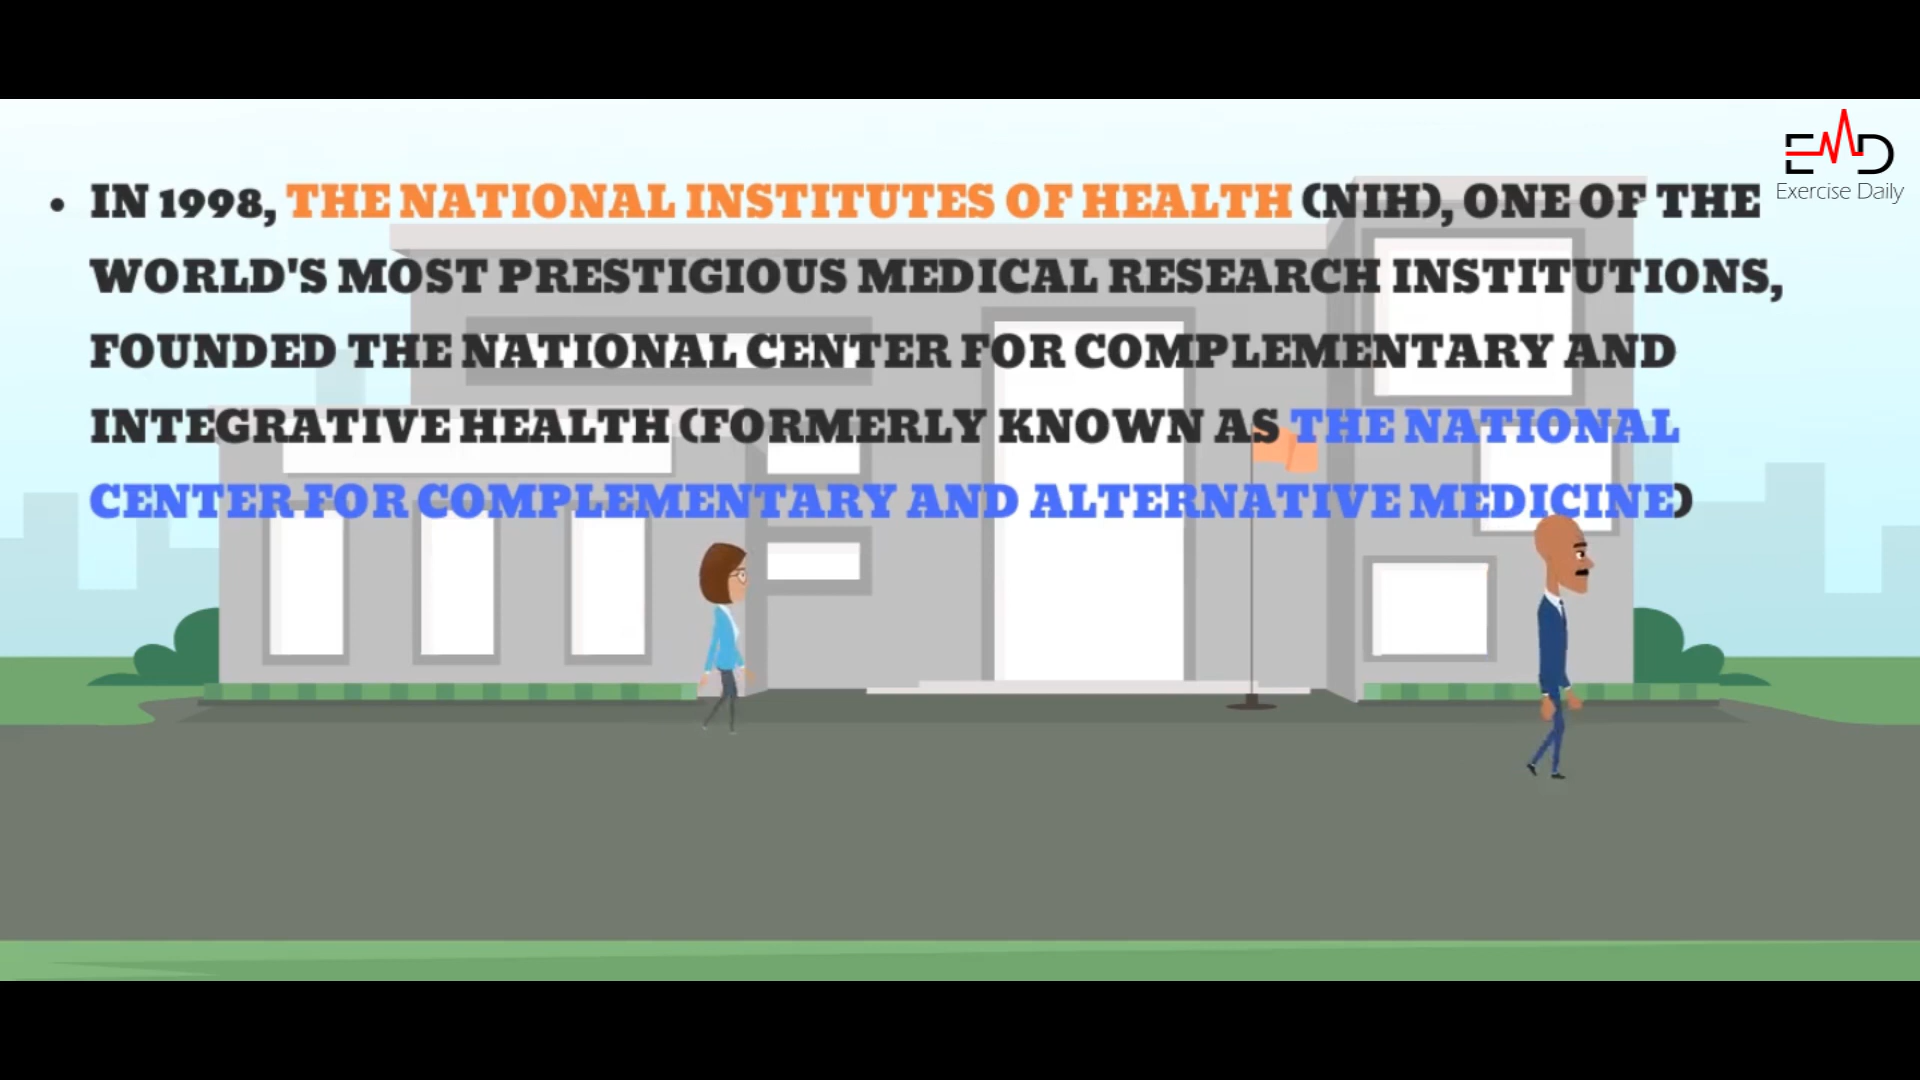 • IN 1998, THE NATIONAL INSTITUTES OF HEALTH (NIH), ONE OF THE
WORLD'S MOST PRESTIGIOUS MEDICAL RESEARCH INSTITUTIONS,
FOUNDED THE NATIONAL CENTER FOR COMPLEMENTARY AND
INTEGRATIVE HEALTH (FORMERLY KNOWN AS THE NATIONAL
CENTER FOR COMPLEMENTARY AND ALTERNATIVE MEDICINE)
EMD
Exercise Daily